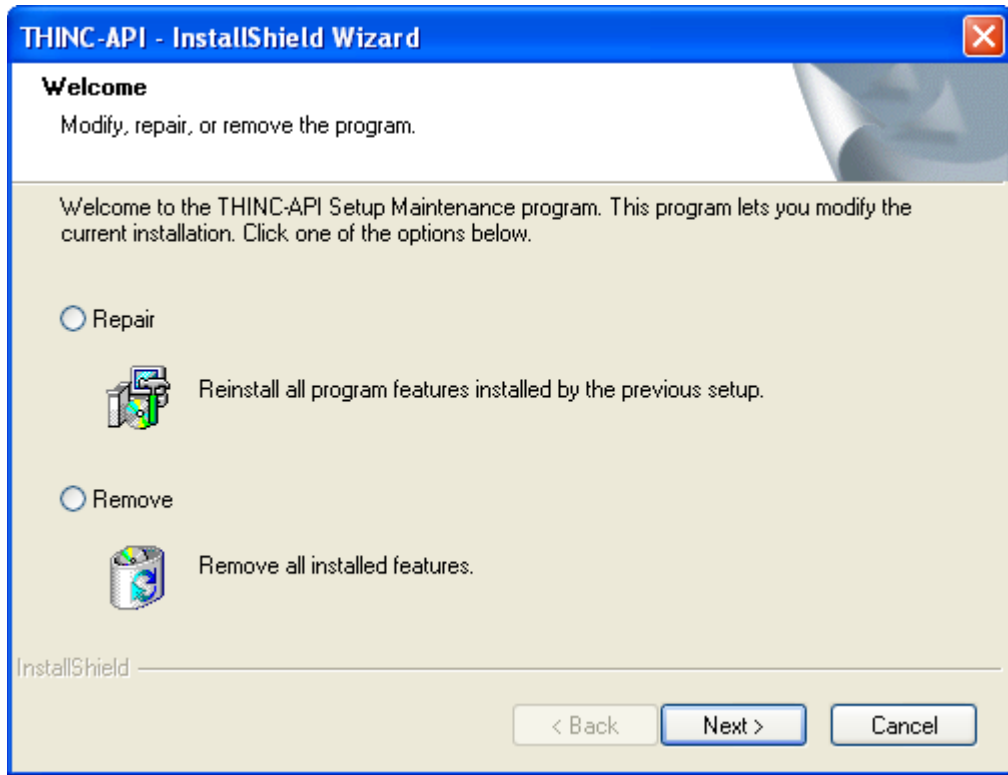 THINC-API - InstallShield Wizard
Welcome
Modify, repair, or remove the program.
Welcome to the THINC-API Setup Maintenance program. This program lets you modify the
current installation. Click one of the options below.
Repair
Reinstall all program features installed by the previous setup.
Remove
Remove all installed features.
InstallShield
< Back Next > Cancel